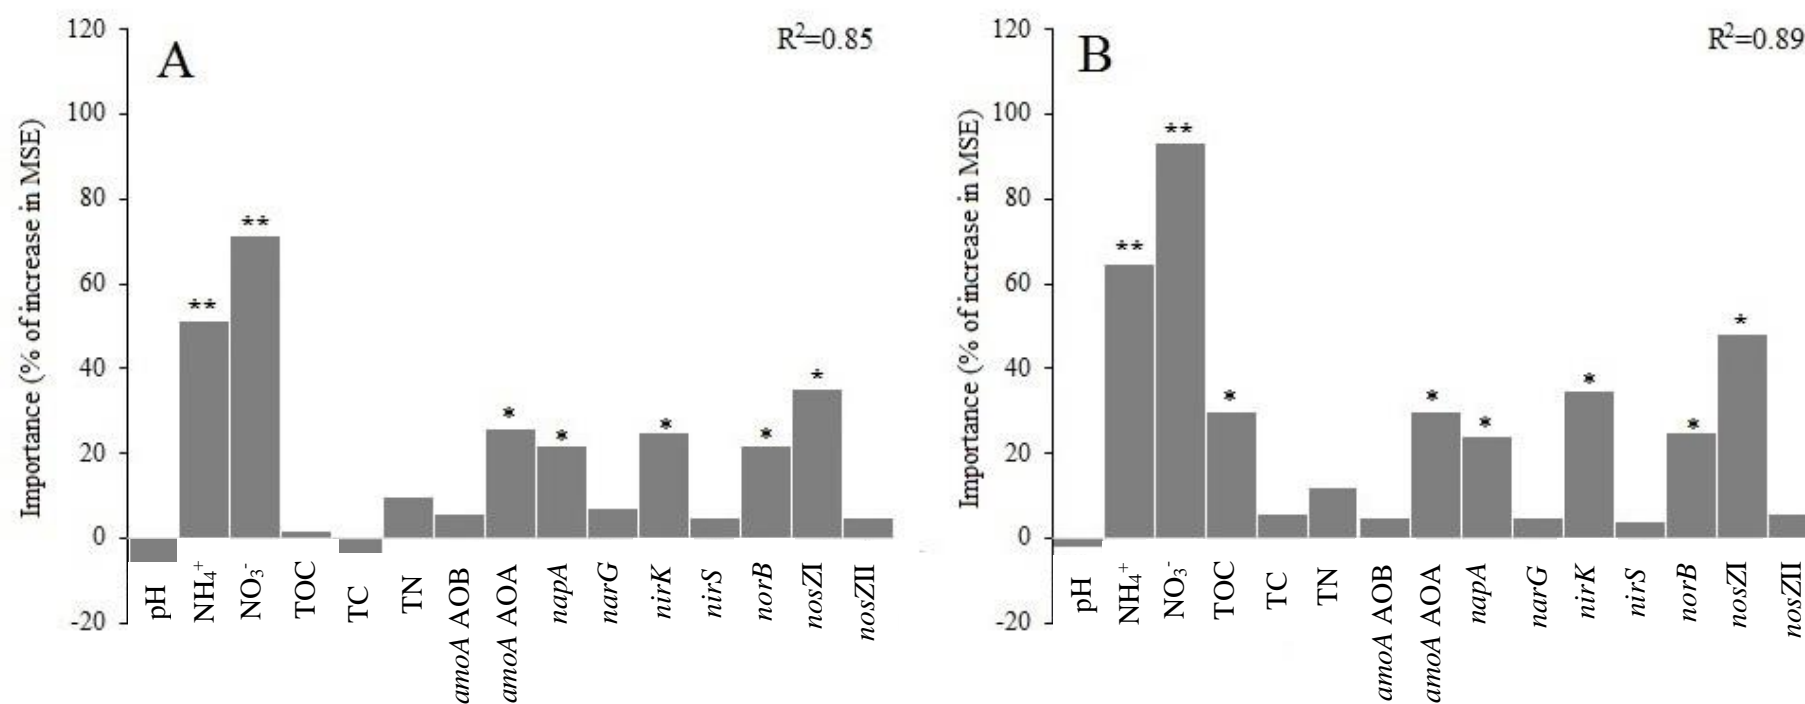 A
R²=0.85
Importance (% of increase in MSE)
120
100
80
60
40
20
0
-20
**
**
*
*
*
*
*
pH
NH₄⁺
NO₃⁻
TOC
TC
TN
amoA AOB
amoA AOA
napA
narG
nirK
nirS
norB
nosZI
nosZII
B
R²=0.89
Importance (% of increase in MSE)
120
100
80
60
40
20
0
-20
**
**
*
*
*
*
*
*
pH
NH₄⁺
NO₃⁻
TOC
TC
TN
amoA AOB
amoA AOA
napA
narG
nirK
nirS
norB
nosZI
nosZII